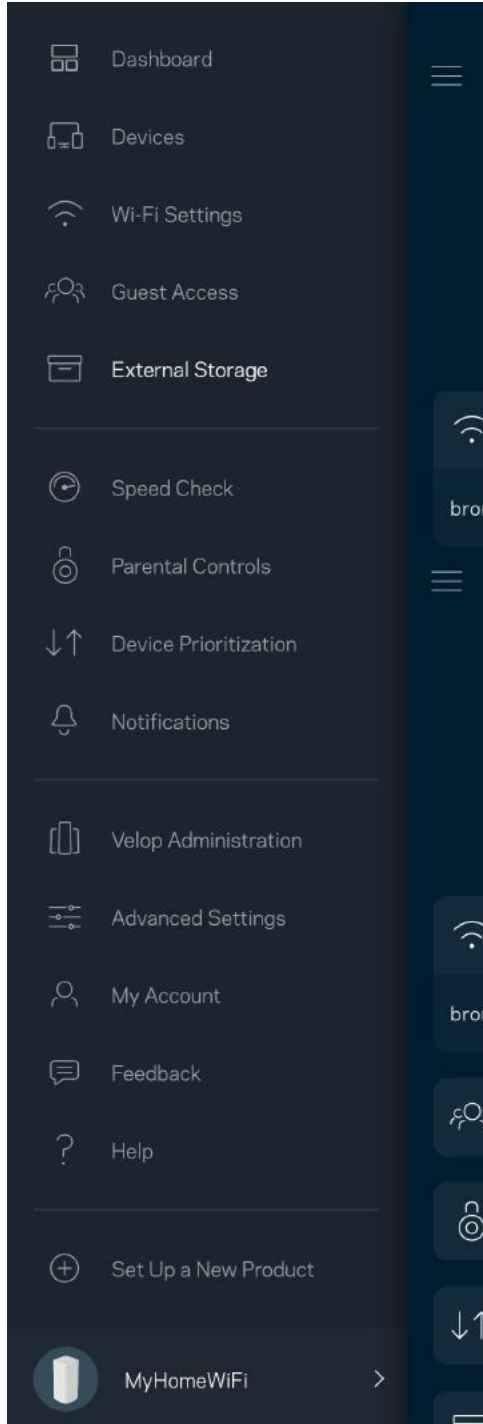 Dashboard
Devices
Wi-Fi Settings
Guest Access
External Storage
Speed Check
bro
Parental Controls
Device Prioritization
Notifications
Velop Administration
Advanced Settings
My Account
bro
Feedback
Help
Set Up a New Product
MyHomeWiFi